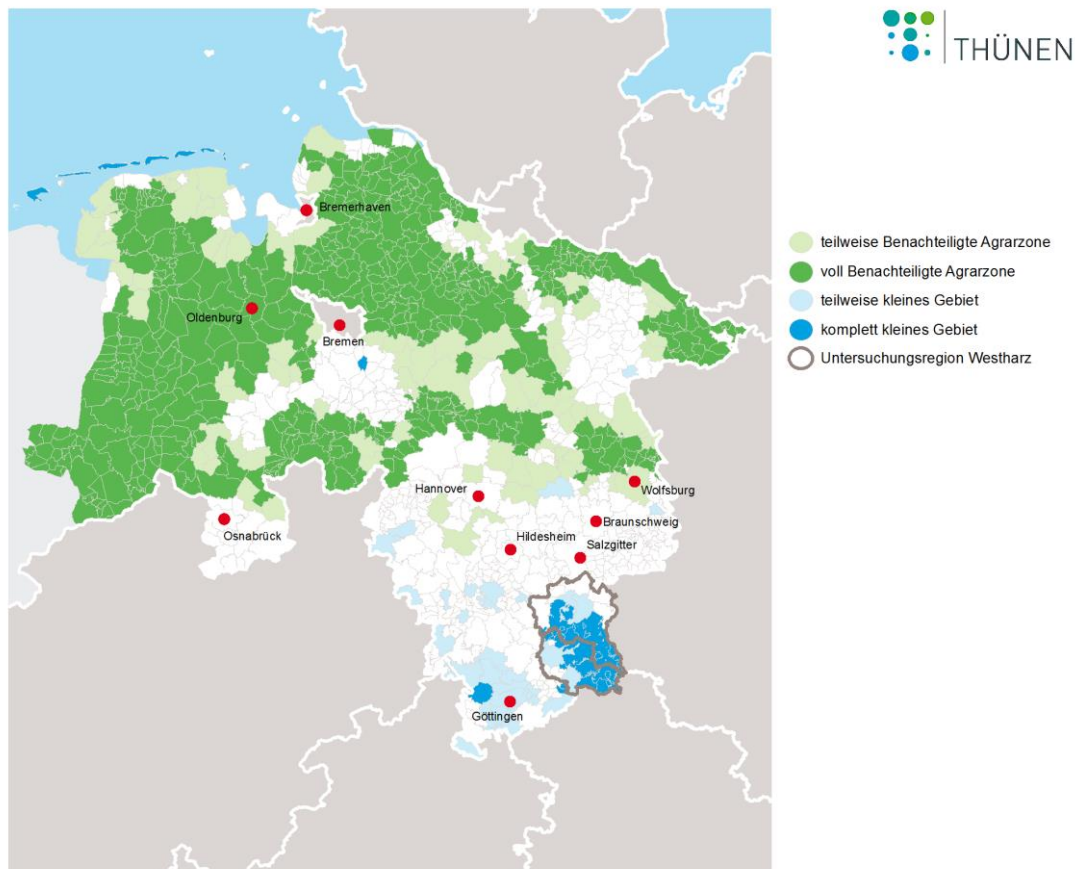 THÜNEN
Bremerhaven
teilweise Benachteiligte Agrarzone
voll Benachteiligte Agrarzone
teilweise kleines Gebiet
komplett kleines Gebiet
Untersuchungsregion Westharz
Oldenburg
Bremen
Hannover
Wolfsburg
Osnabrück
Braunschweig
Hildesheim
Salzgitter
Göttingen